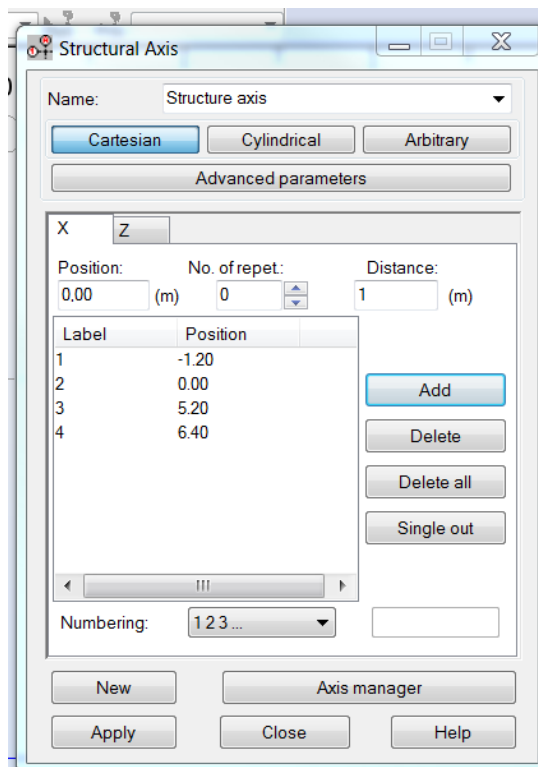 Structural Axis
Name: Structure axis
Cartesian Cylindrical Arbitrary
Advanced parameters
X Z
Position: No. of repet.: Distance:
0,00 (m) 0 1 (m)
Label Position
1 -1.20
2 0.00
3 5.20
4 6.40
Add
Delete
Delete all
Single out
Numbering: 1 2 3 ...
New Axis manager
Apply Close Help